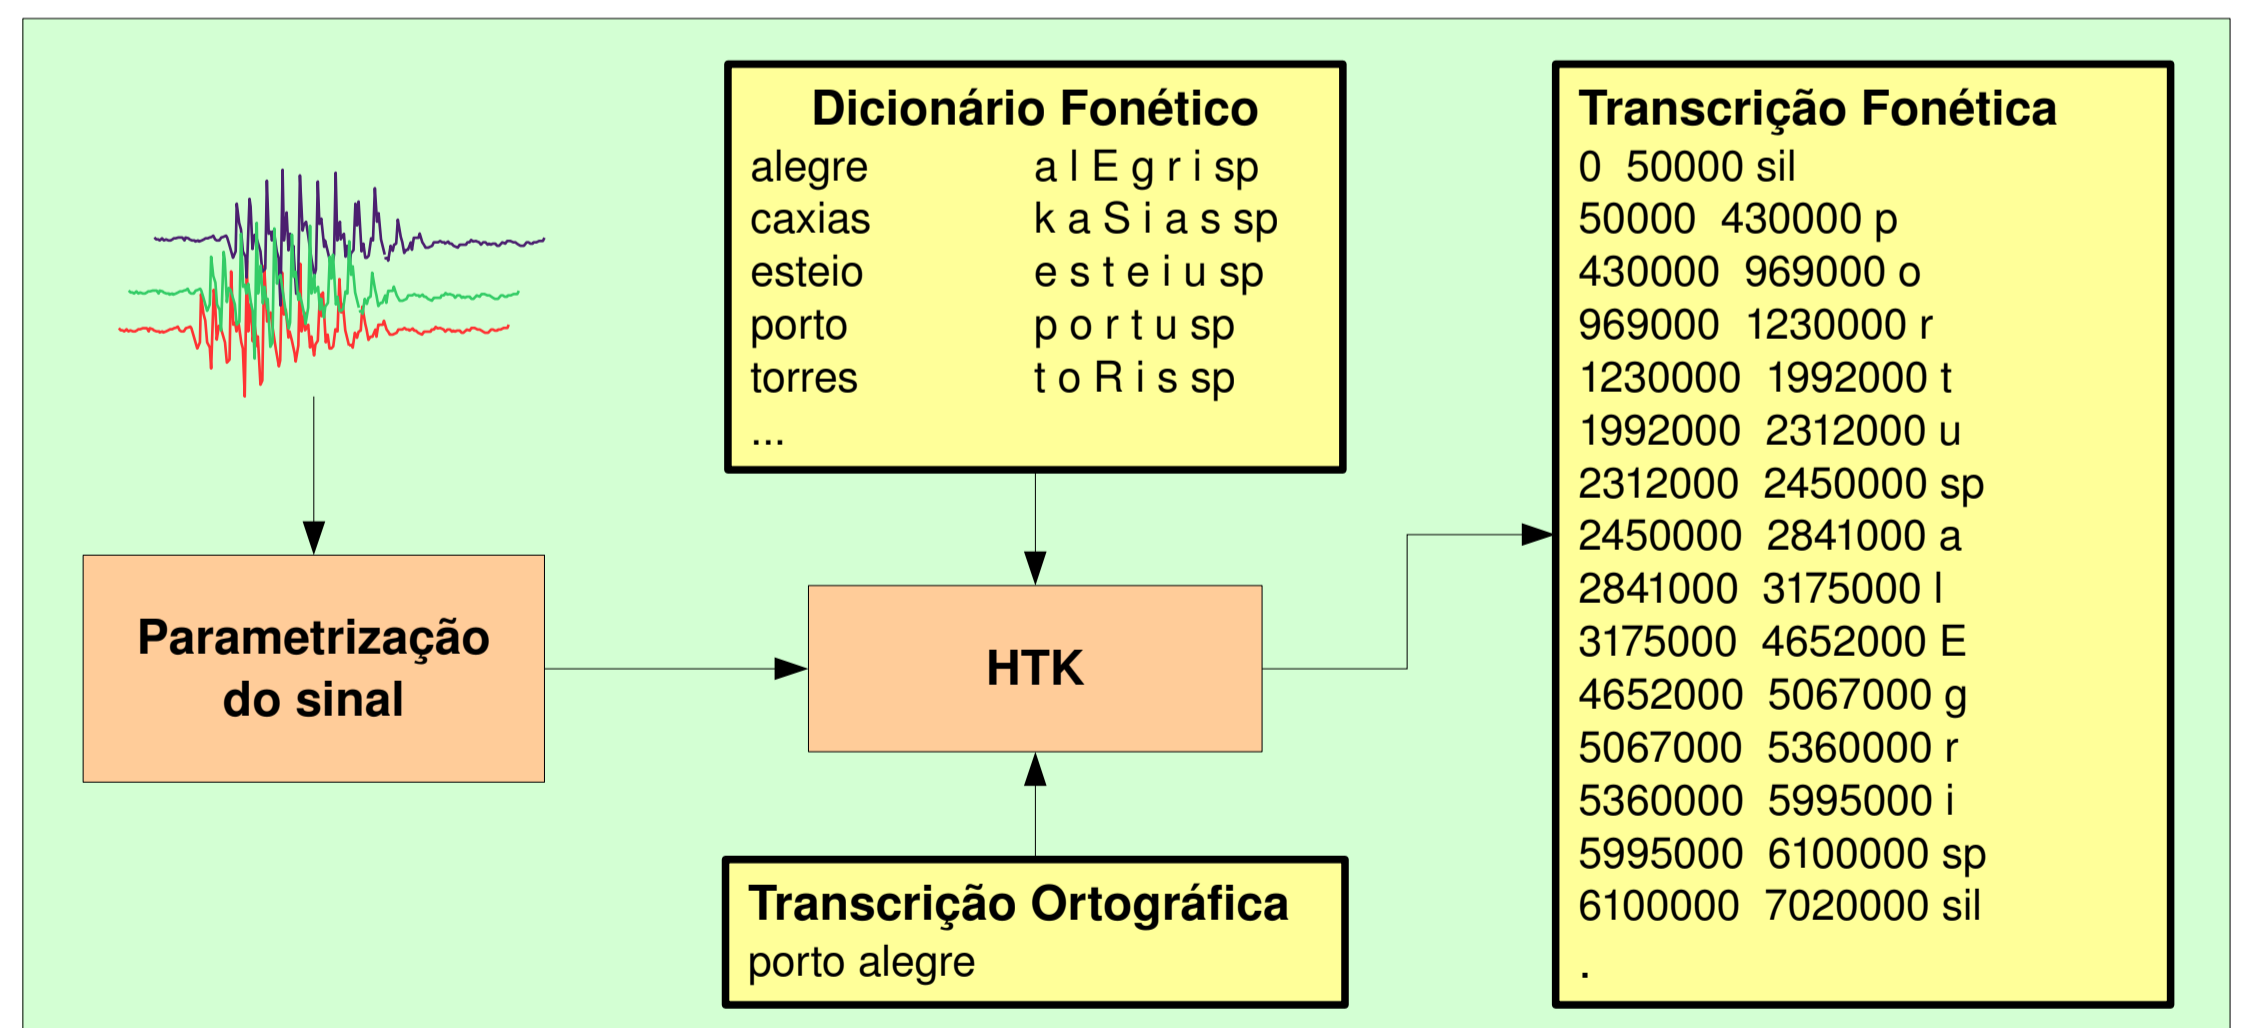 Dicionário Fonético
alegre a l E g r i sp
caxias k a S i a s sp
esteio e s t e i u sp
porto p o r t u sp
torres t o R i s sp
...
Parametrização
do sinal
HTK
Transcrição Ortográfica
porto alegre
Transcrição Fonética
0 50000 sil
50000 430000 p
430000 969000 o
969000 1230000 r
1230000 1992000 t
1992000 2312000 u
2312000 2450000 sp
2450000 2841000 a
2841000 3175000 l
3175000 4652000 E
4652000 5067000 g
5067000 5360000 r
5360000 5995000 i
5995000 6100000 sp
6100000 7020000 sil
.